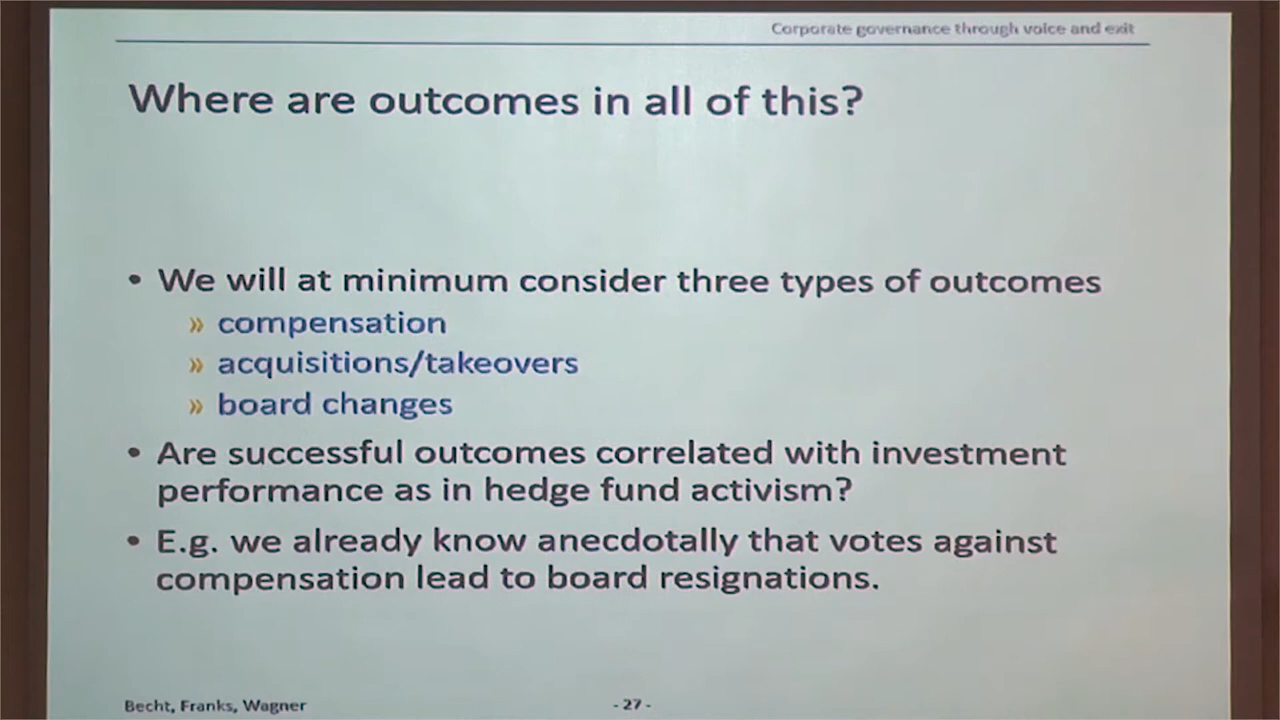 Corporate governance through voice and exit
Where are outcomes in all of this?
• We will at minimum consider three types of outcomes
» compensation
» acquisitions/takeovers
» board changes
• Are successful outcomes correlated with investment
performance as in hedge fund activism?
• E.g. we already know anecdotally that votes against
compensation lead to board resignations.
Becht, Franks, Wagner
- 27 -